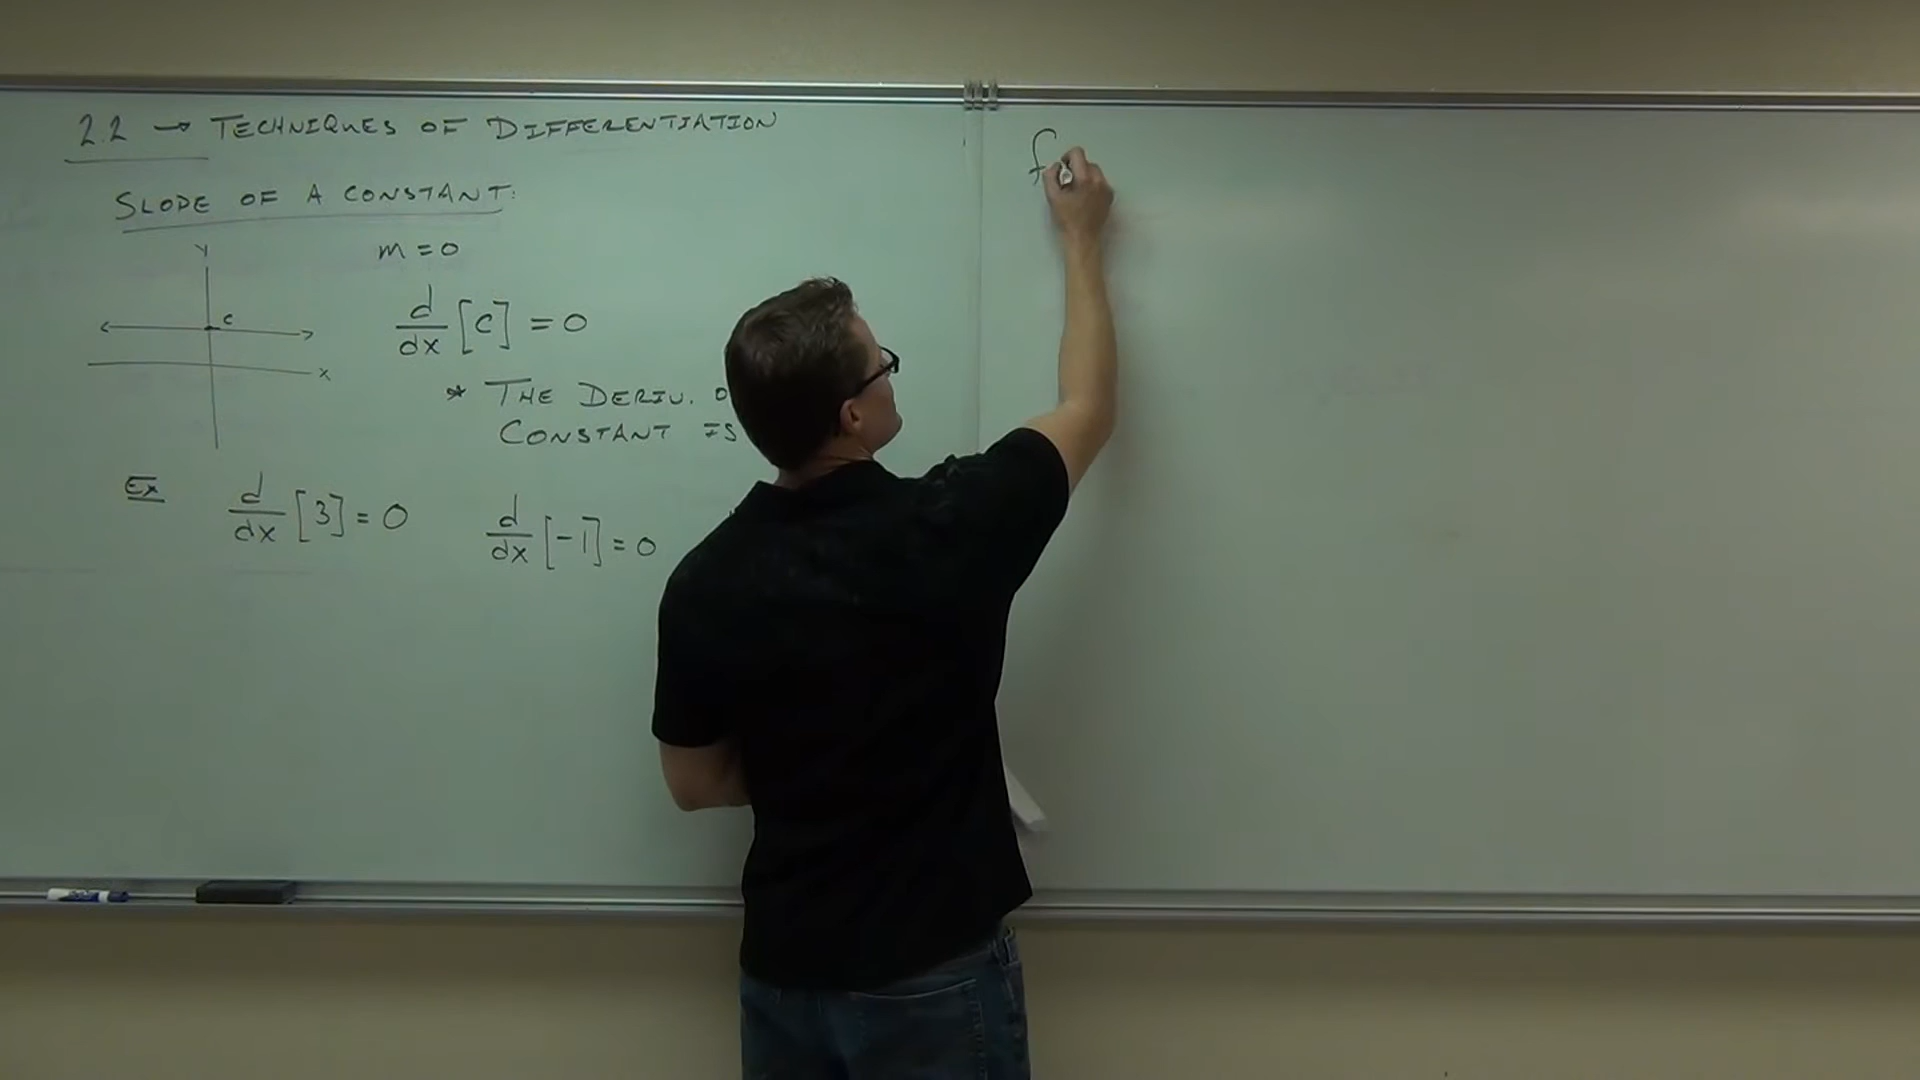 2.2 → TECHNIQUES OF DIFFERENTIATION
SLOPE OF A CONSTANT:
y
m = 0
c
x
d/dx [c] = 0
* THE DERIV.
CONSTANT IS
Ex d/dx [3] = 0 d/dx [-1] = 0
f